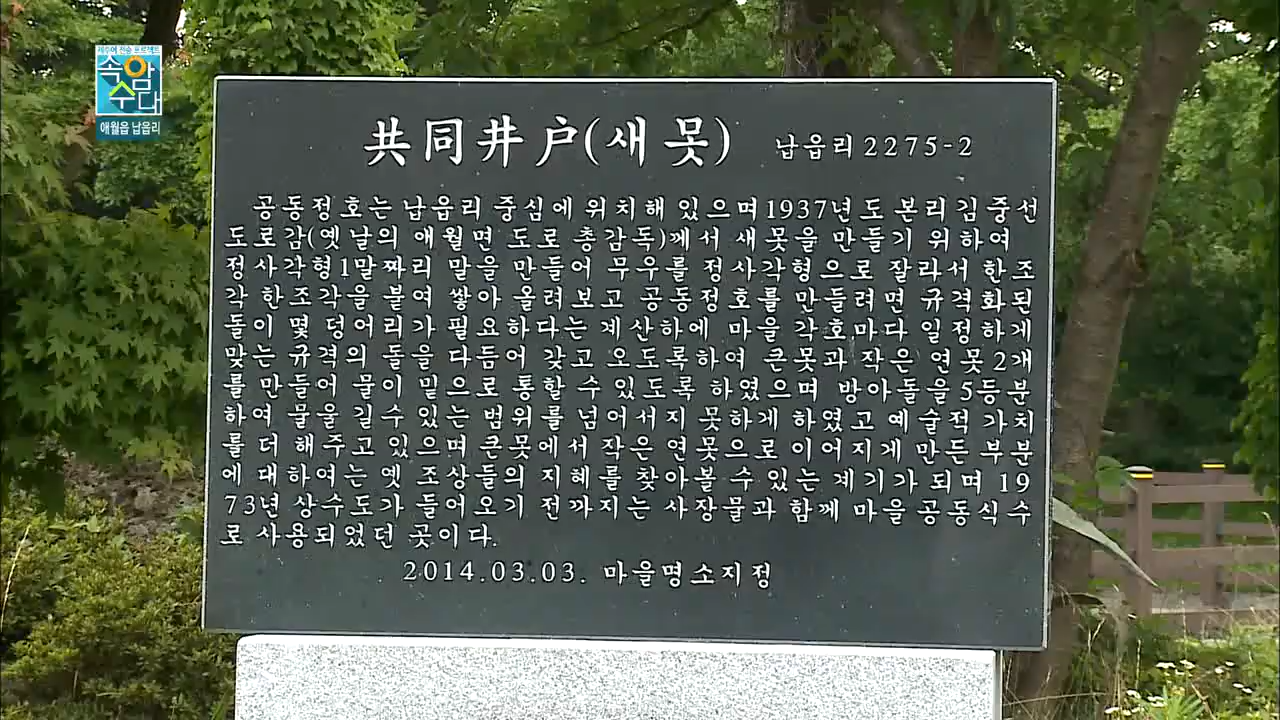 제주어 전승 프로젝트
속암수다
애월읍 납읍리
共同井戶(새못) 납읍리 2275-2
공동정호는 납읍리 중심에 위치해 있으며 1937년도 본리 김중선
도로감(옛날의 애월면 도로 총감독)께서 새못을 만들기 위하여
정사각형 1말짜리 말을 만들어 무우를 정사각형으로 잘라서 한조
각 한조각을 붙여 쌓아 올려보고 공동정호를 만들려면 규격화된
돌이 몇 덩어리가 필요하다는 계산하에 마을 각호마다 일정하게
맞는 규격의 돌을 다듬어 갖고 오도록하여 큰못과 작은 연못 2개
를 만들어 물이 밑으로 통할 수 있도록 하였으며 방아돌을 5등분
하여 물을 길수 있는 범위를 넘어서지 못하게 하였고 예술적 가치
를 더 해주고 있으며 큰못에서 작은 연못으로 이어지게 만든 부분
에 대하여는 옛 조상들의 지혜를 찾아볼 수 있는 계기가 되며 19
73년 상수도가 들어오기 전까지는 사장물과 함께 마을 공동식수
로 사용되었던 곳이다.
2014.03.03. 마을명소지정